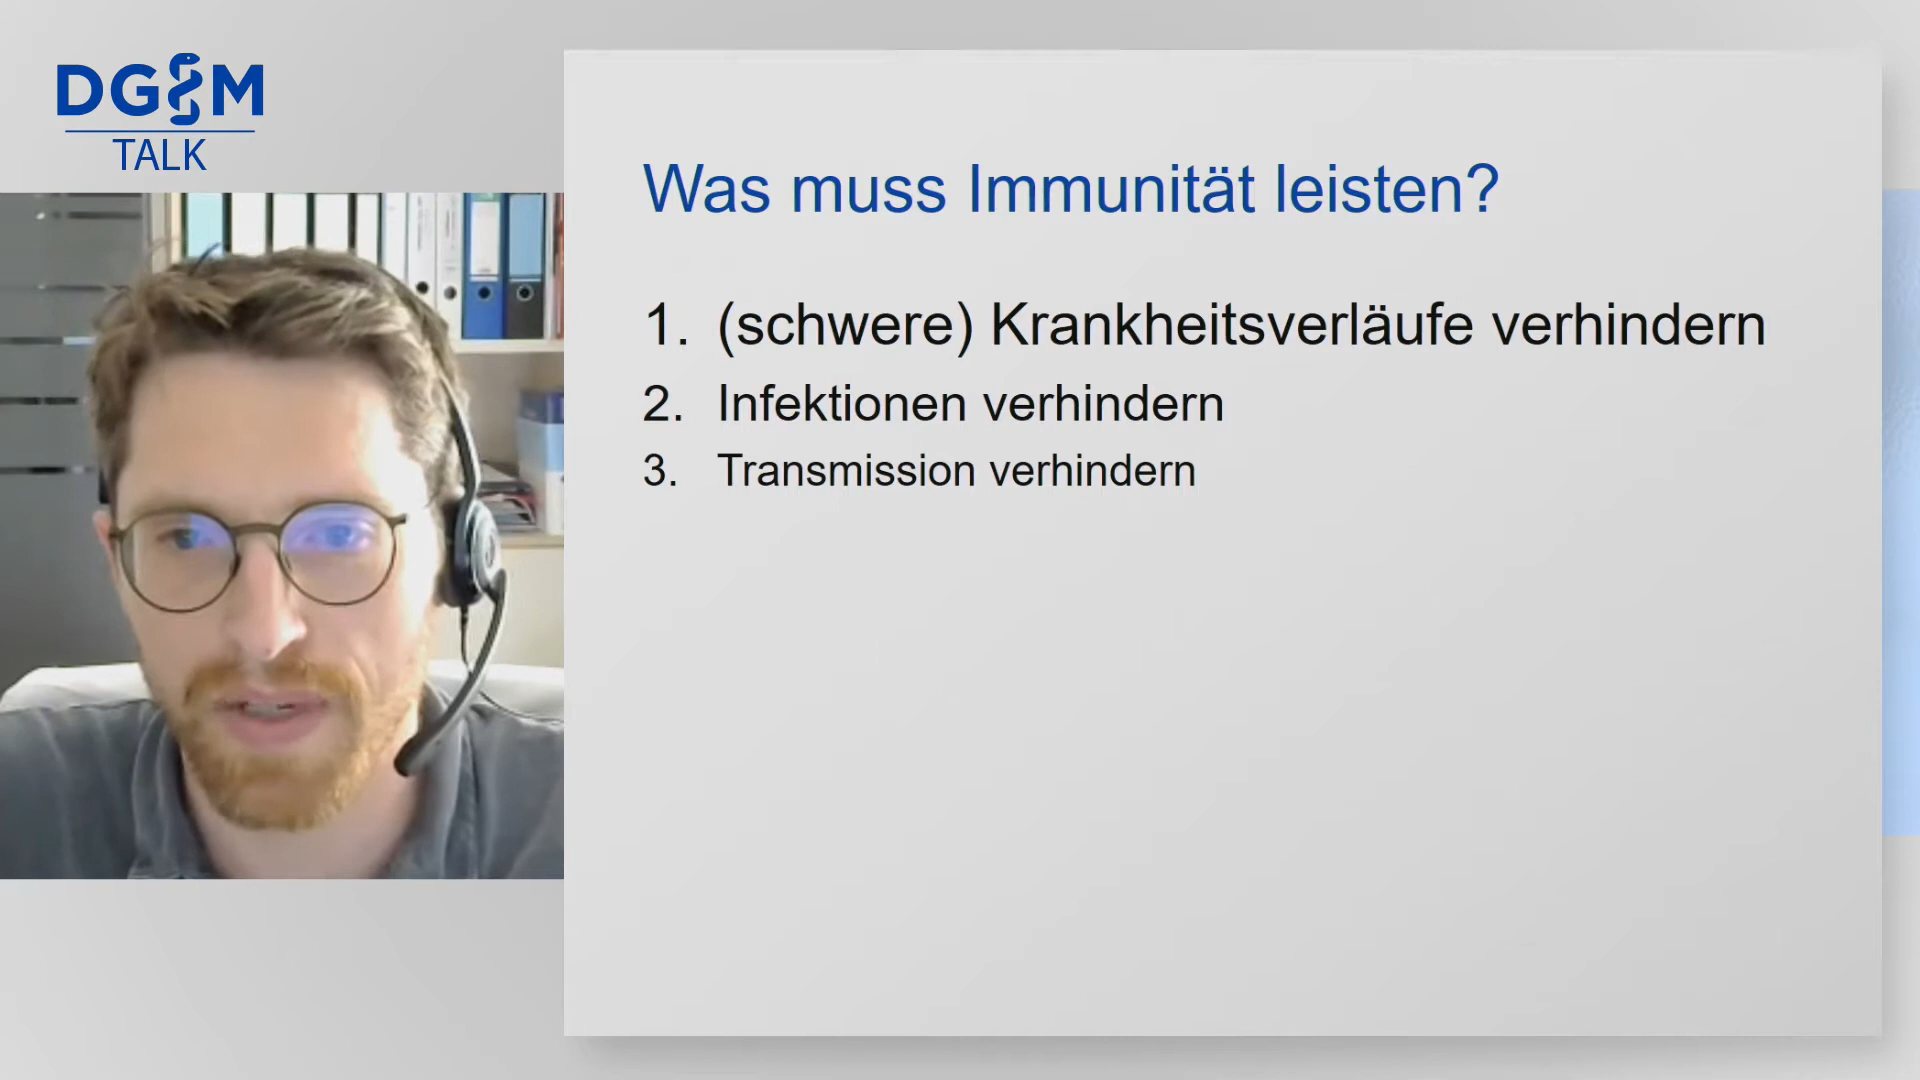 DGIM
TALK
Was muss Immunität leisten?
1. (schwere) Krankheitsverläufe verhindern
2. Infektionen verhindern
3. Transmission verhindern